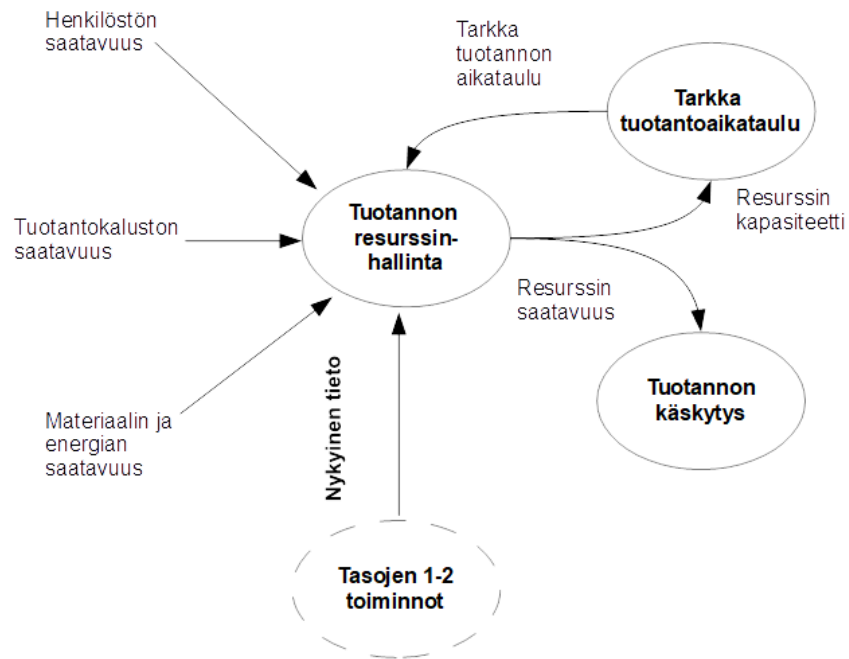 Henkilöstön
saatavuus
Tarkka
tuotannon
aikataulu
Tarkka
tuotantoaikataulu
Tuotannon
resurssin-
hallinta
Resurssin
kapasiteetti
Tuotantokaluston
saatavuus
Resurssin
saatavuus
Tuotannon
käskytys
Materiaalin ja
energian
saatavuus
Nykyinen tieto
Tasojen 1-2
toiminnot